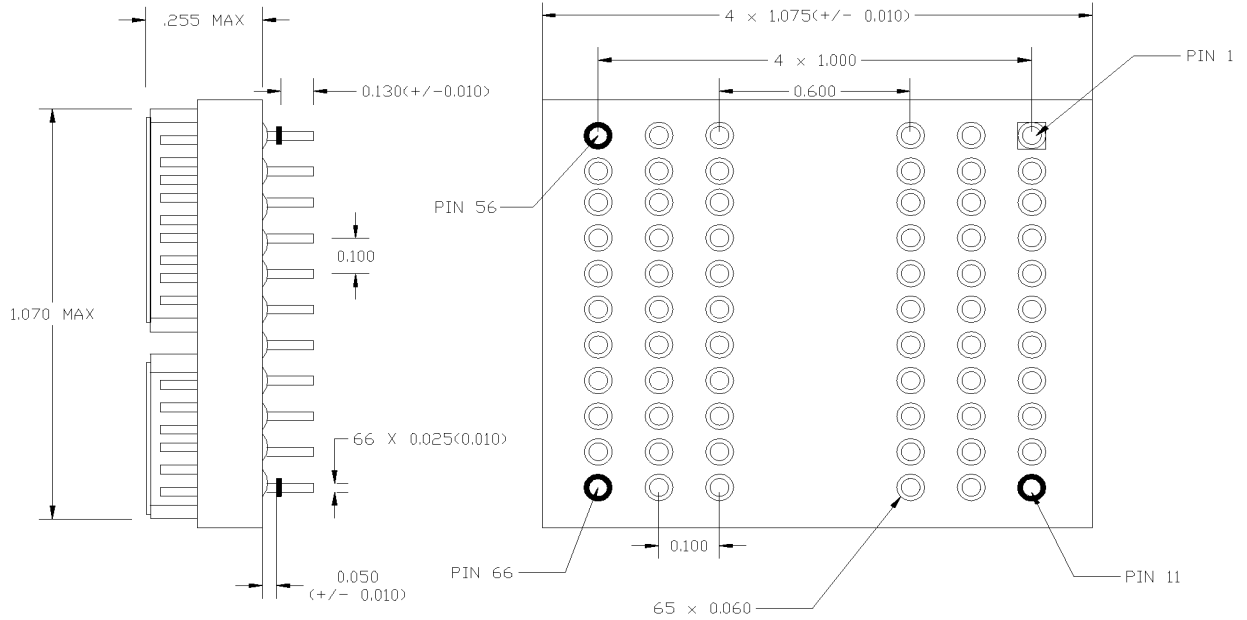 .255 MAX
4 × 1.075(+/- 0.010)
4 × 1.000
PIN 1
0.130(+/-0.010)
0.600
PIN 56
0.100
1.070 MAX
66 X 0.025(0.010)
0.100
PIN 66
0.050
(+/- 0.010)
PIN 11
65 × 0.060